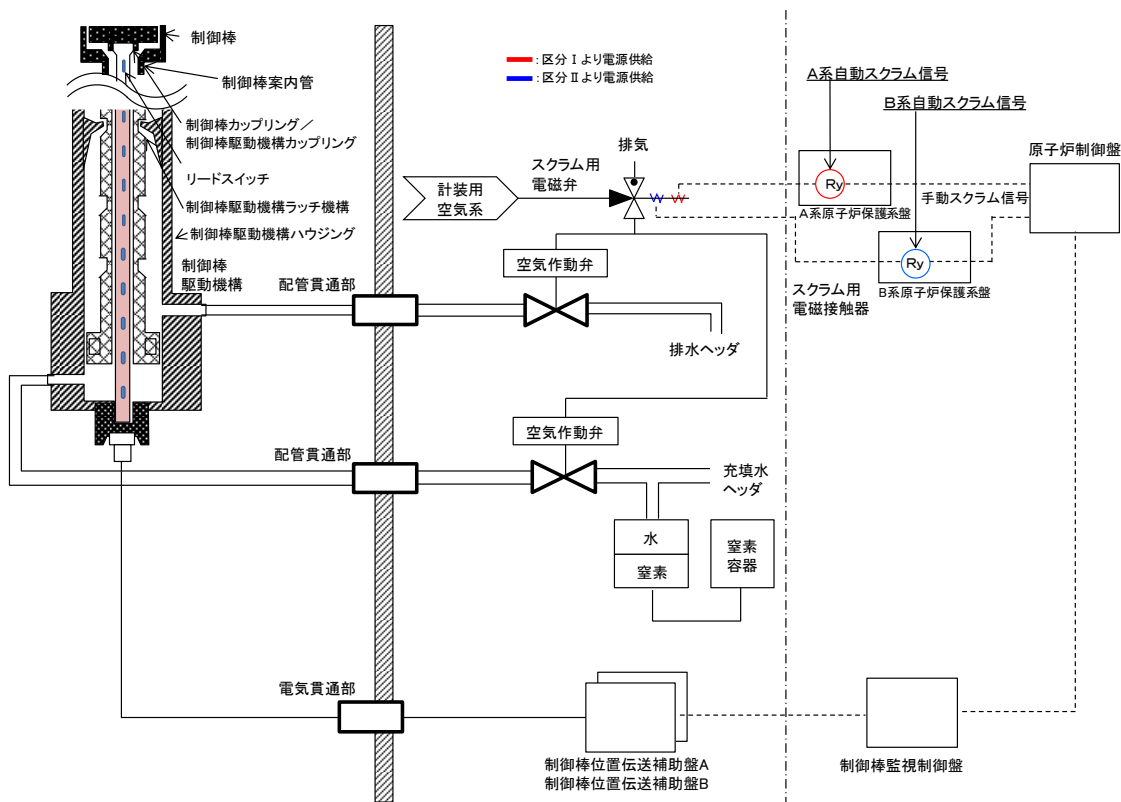 制御棒
制御棒案内管
制御棒カップリング／
制御棒駆動機構カップリング
リードスイッチ
制御棒駆動機構ラッチ機構
制御棒駆動機構ハウジング
制御棒
駆動機構
配管貫通部
配管貫通部
電気貫通部
：区分Ⅰより電源供給
：区分Ⅱより電源供給
計装用
空気系
スクラム用
電磁弁
排気
空気作動弁
排水ヘッダ
空気作動弁
充填水
ヘッダ
水
窒素
窒素
容器
制御棒位置伝送補助盤A
制御棒位置伝送補助盤B
A系自動スクラム信号
B系自動スクラム信号
Ry
A系原子炉保護系盤
Ry
B系原子炉保護系盤
手動スクラム信号
スクラム用
電磁接触器
原子炉制御盤
制御棒監視制御盤